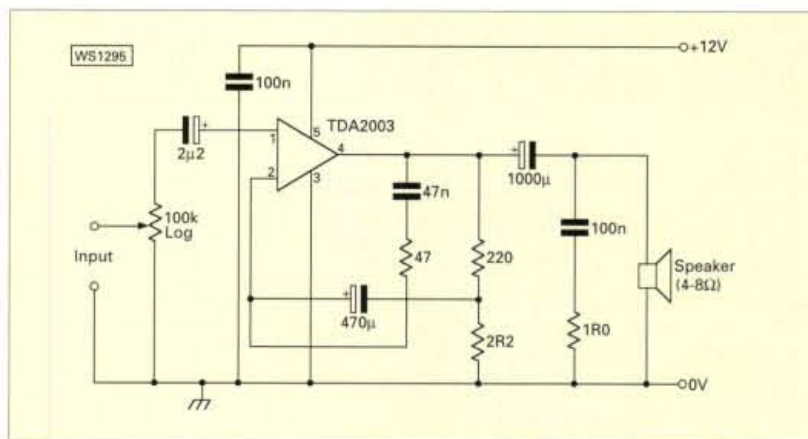 WS1295
+12V
100n
TDA2003
2µ2
1
5
4
2
3
1000µ
47n
100k
Log
100n
Input
47
220
Speaker
(4-8Ω)
470µ
2R2
1R0
0V